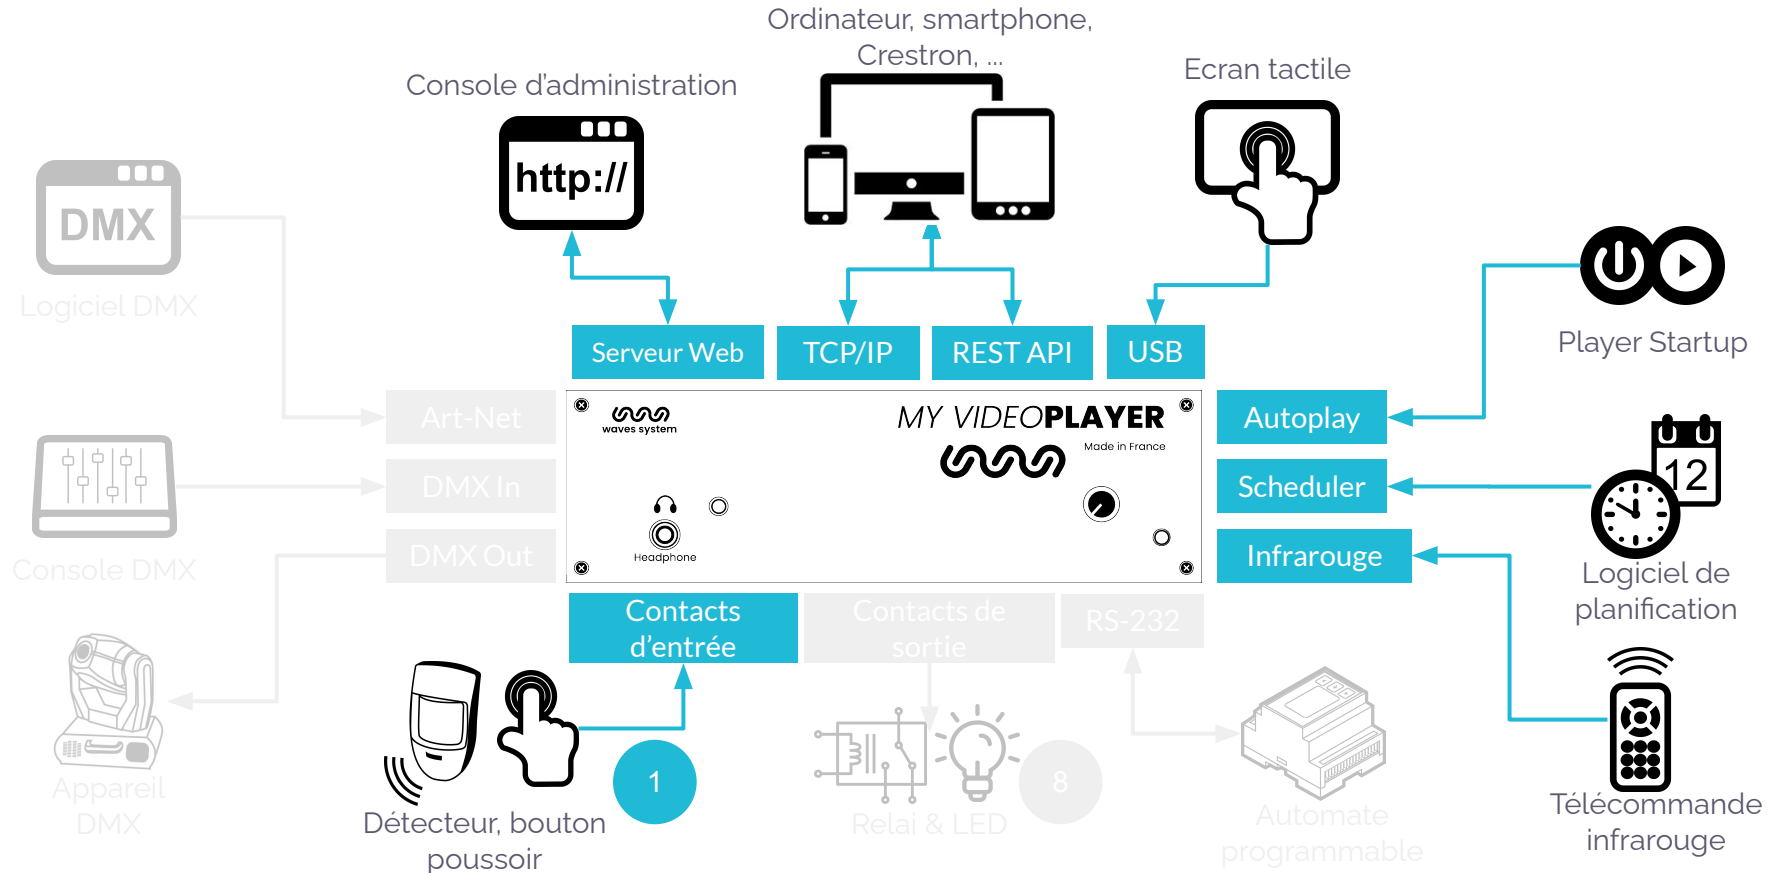 Ordinateur, smartphone,
Crestron, ...
Console d'administration
Ecran tactile
http://
DMX
Logiciel DMX
Player Startup
Serveur Web
TCP/IP
REST API
USB
Art-Net
waves system
MY VIDEOPLAYER
Made in France
Autoplay
DMX In
Scheduler
12
DMX Out
Headphone
Infrarouge
Console DMX
Logiciel de
planification
Contacts
d'entrée
Contacts de
sortie
RS-232
1
8
Appareil
DMX
Détecteur, bouton
poussoir
Relai & LED
Automate
programmable
Télécommande
infrarouge